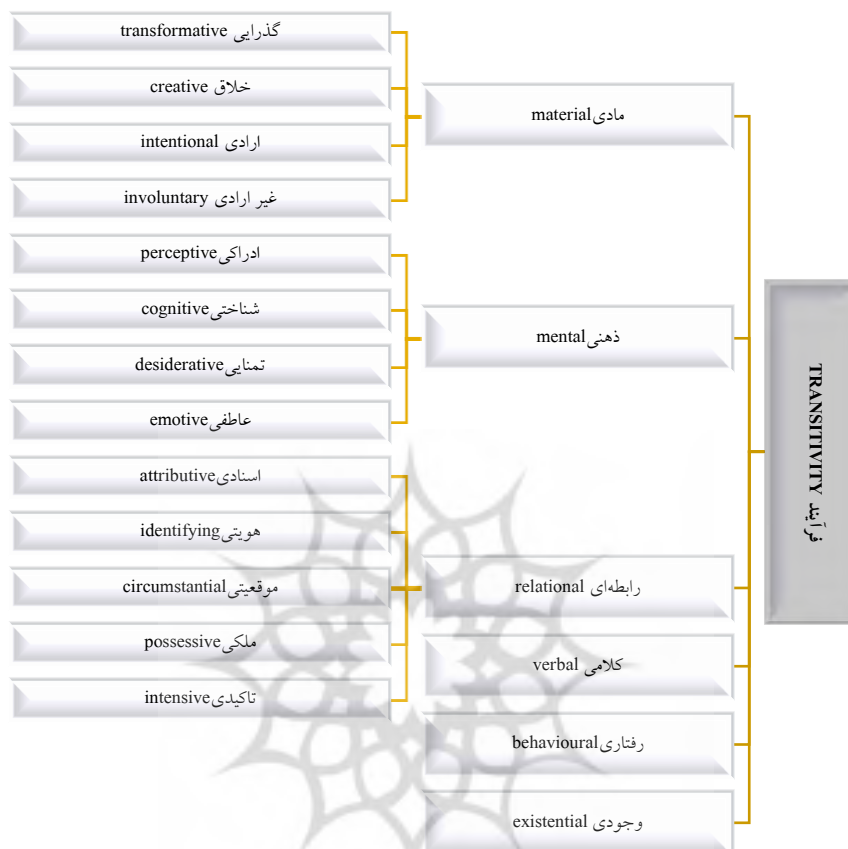 فرآیند TRANSITIVITY
مادی material
گذرایی transformative
خلاق creative
ارادی intentional
غیر ارادی involuntary
ذهنی mental
ادراکی perceptive
شناختی cognitive
تمنایی desiderative
عاطفی emotive
رابطه‌ای relational
اسنادی attributive
هویتی identifying
موقعیتی circumstantial
ملکی possessive
تاکیدی intensive
کلامی verbal
رفتاری behavioural
وجودی existential